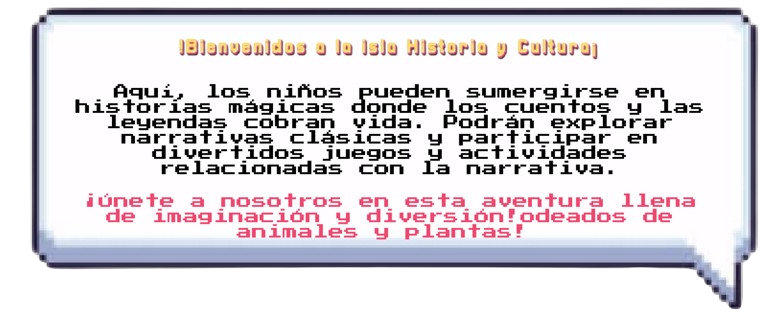 !Bienvenidos a la Isla Historia y Cultura¡
Aquí, los niños pueden sumergirse en
historías mágicas donde los cuentos y las
leyendas cobran vida. Podrán explorar
narrativas clásicas y participar en
divertidos juegos y actividades
relacionadas con la narrativa.
¡únete a nosotros en esta aventura llena
de imaginación y diversión!odeados de
animales y plantas!